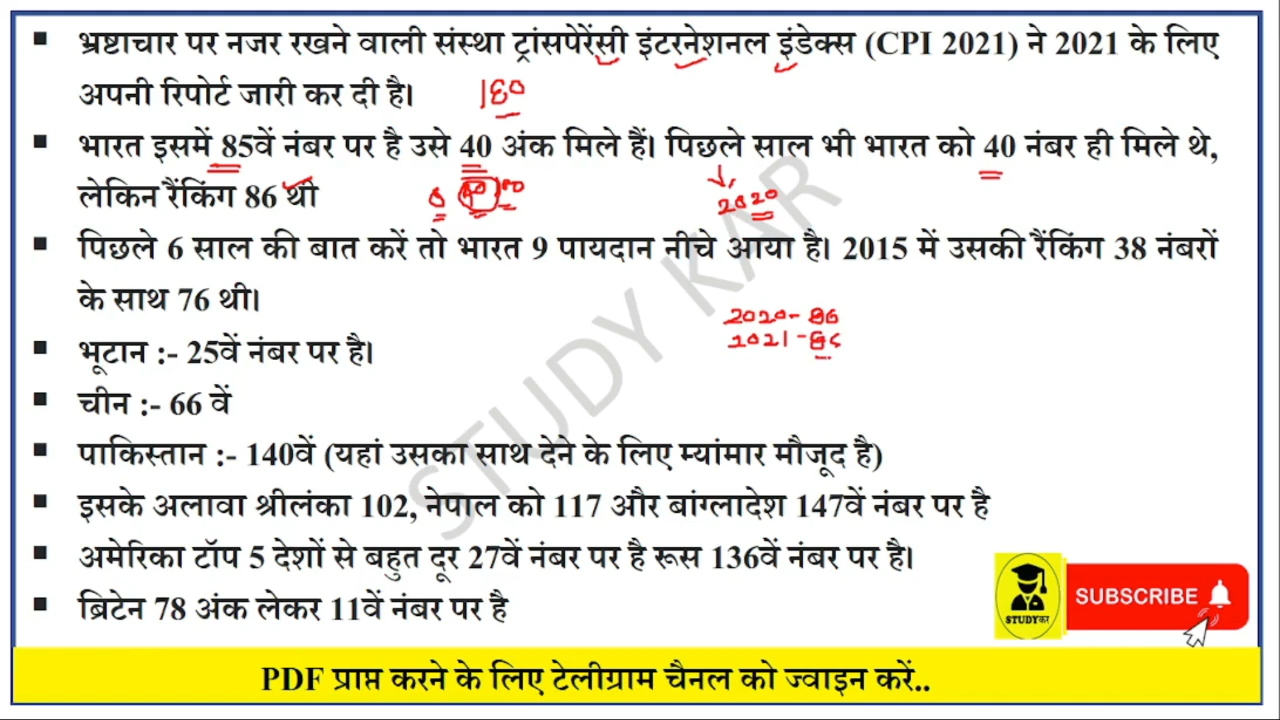 ▪ भ्रष्टाचार पर नजर रखने वाली संस्था ट्रांसपेरेंसी इंटरनेशनल इंडेक्स (CPI 2021) ने 2021 के लिए
अपनी रिपोर्ट जारी कर दी है।
180
▪ भारत इसमें 85वें नंबर पर है उसे 40 अंक मिले हैं। पिछले साल भी भारत को 40 नंबर ही मिले थे,
लेकिन रैंकिंग 86 थी
2020
▪ पिछले 6 साल की बात करें तो भारत 9 पायदान नीचे आया है। 2015 में उसकी रैंकिंग 38 नंबरों
के साथ 76 थी।
2020- 86
2021-
▪ भूटान :- 25वें नंबर पर है।
▪ चीन :- 66 वें
▪ पाकिस्तान :- 140वें (यहां उसका साथ देने के लिए म्यांमार मौजूद है)
▪ इसके अलावा श्रीलंका 102, नेपाल को 117 और बांग्लादेश 147वें नंबर पर है
▪ अमेरिका टॉप 5 देशों से बहुत दूर 27वें नंबर पर है रूस 136वें नंबर पर है।
▪ ब्रिटेन 78 अंक लेकर 11वें नंबर पर है
STUDY KAR
STUDYकर
SUBSCRIBE
PDF प्राप्त करने के लिए टेलीग्राम चैनल को ज्वाइन करें..